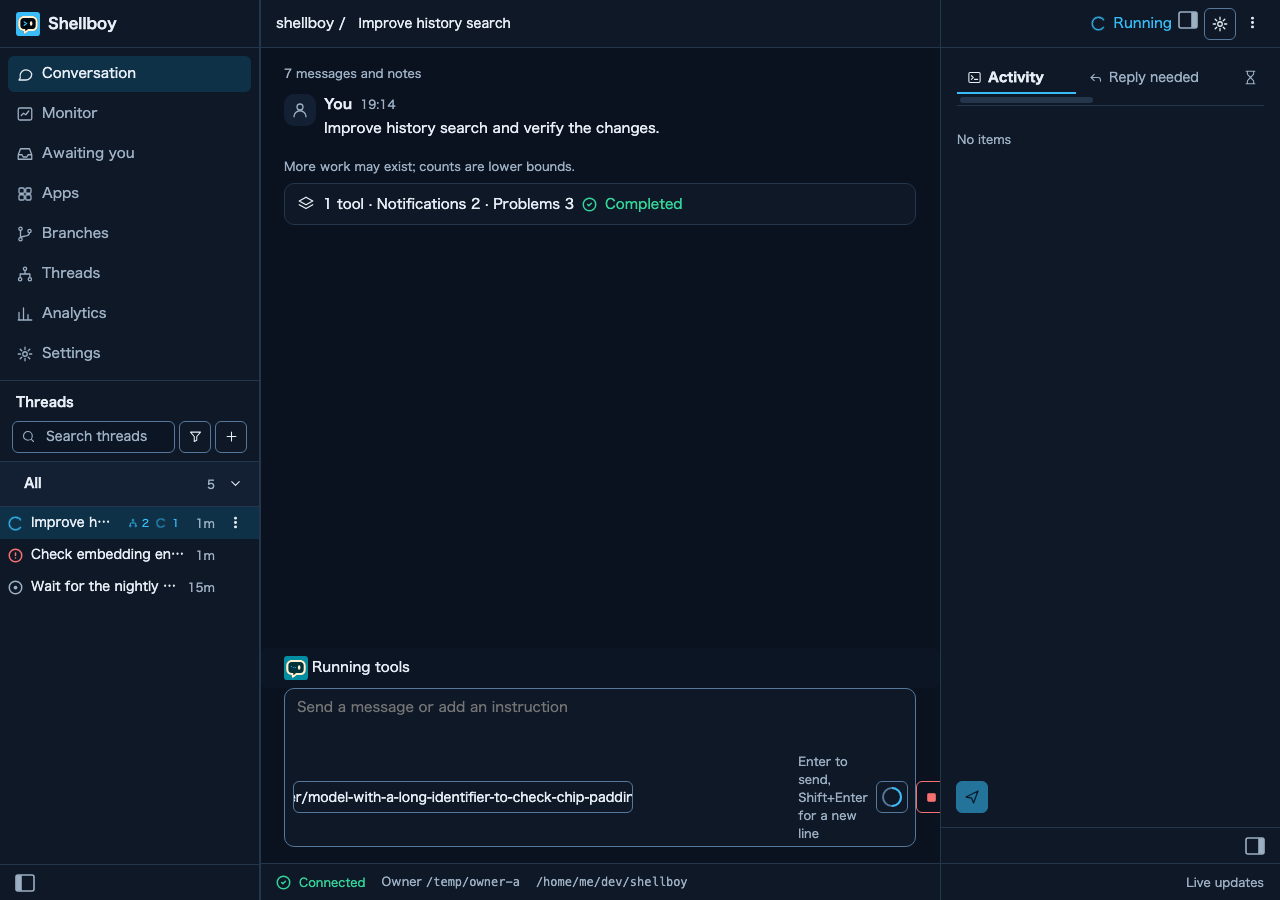 Shellboy
Conversation
Monitor
Awaiting you
Apps
Branches
Threads
Analytics
Settings
Threads
Search threads
All 5
Improve h··· 2 1 1m
Check embedding en··· 1m
Wait for the nightly ··· 15m
shellboy / Improve history search
Running
7 messages and notes
You 19:14
Improve history search and verify the changes.
More work may exist; counts are lower bounds.
1 tool · Notifications 2 · Problems 3 Completed
Running tools
Send a message or add an instruction
r/model-with-a-long-identifier-to-check-chip-paddin
Enter to
send,
Shift+Enter
for a new
line
Connected Owner /temp/owner-a /home/me/dev/shellboy
Activity
Reply needed
No items
Live updates